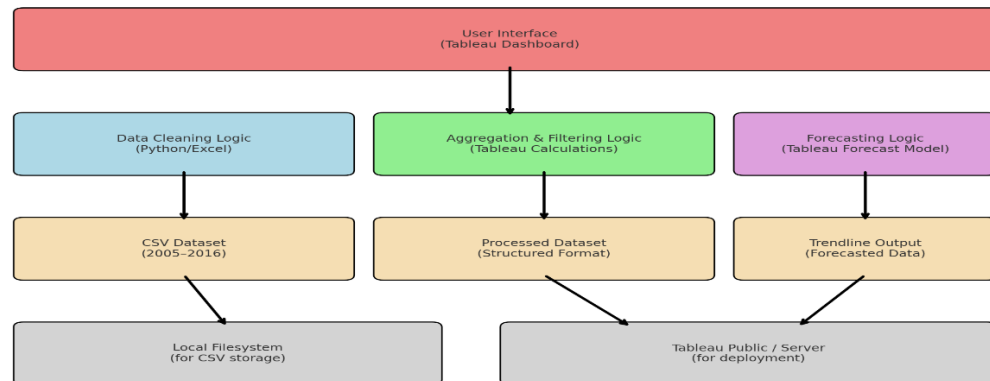 User Interface
(Tableau Dashboard)
Data Cleaning Logic
(Python/Excel)
Aggregation & Filtering Logic
(Tableau Calculations)
Forecasting Logic
(Tableau Forecast Model)
CSV Dataset
(2005–2016)
Processed Dataset
(Structured Format)
Trendline Output
(Forecasted Data)
Local Filesystem
(for CSV storage)
Tableau Public / Server
(for deployment)